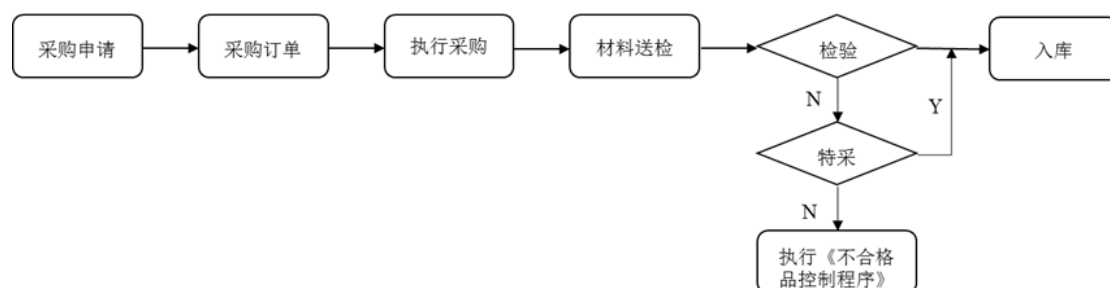 采购申请
采购订单
执行采购
材料送检
检验
入库
N
Y
特采
N
执行《不合格
品控制程序》